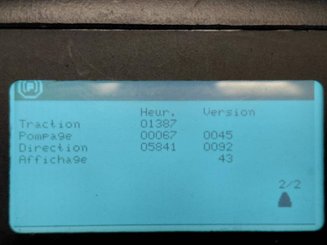 Heur. Version
Traction 01387
Pompage 00067 0045
Direction 05841 0092
Affichage 43
2/2